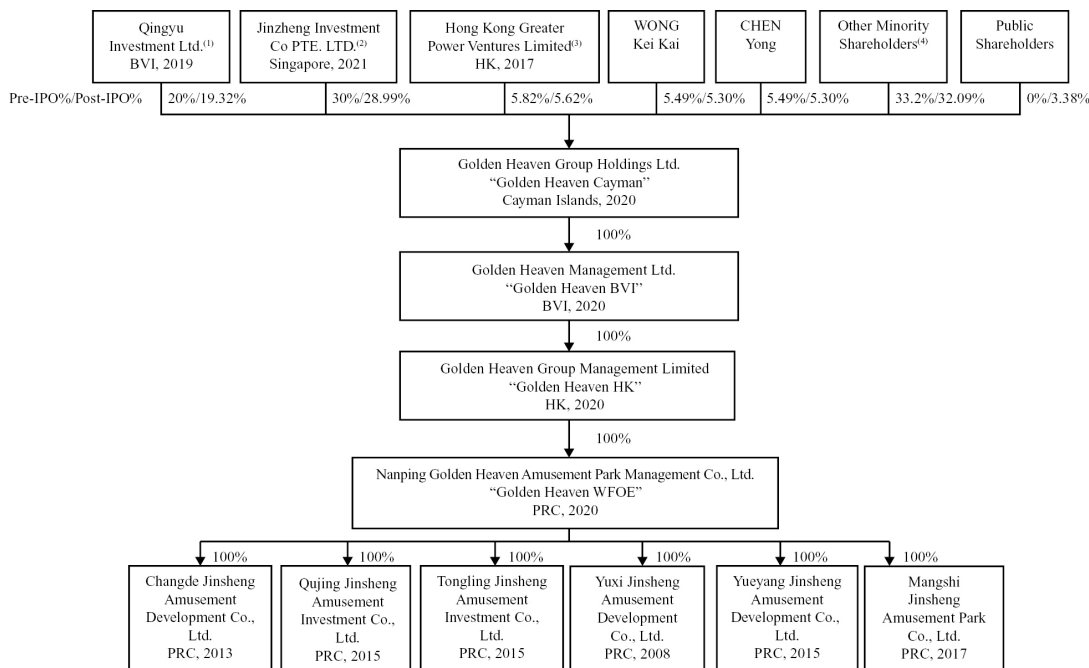 Qingyu
Investment Ltd.(1)
BVI, 2019
Jinzheng Investment
Co PTE. LTD.(2)
Singapore, 2021
Hong Kong Greater
Power Ventures Limited(3)
HK, 2017
WONG
Kei Kai
CHEN
Yong
Other Minority
Shareholders(4)
Public
Shareholders
Pre-IPO%/Post-IPO%
20%/19.32%
30%/28.99%
5.82%/5.62%
5.49%/5.30%
5.49%/5.30%
33.2%/32.09%
0%/3.38%
Golden Heaven Group Holdings Ltd.
“Golden Heaven Cayman”
Cayman Islands, 2020
100%
Golden Heaven Management Ltd.
“Golden Heaven BVI”
BVI, 2020
100%
Golden Heaven Group Management Limited
“Golden Heaven HK”
HK, 2020
100%
Nanping Golden Heaven Amusement Park Management Co., Ltd.
“Golden Heaven WFOE”
PRC, 2020
100%
100%
100%
100%
100%
100%
Changde Jinsheng
Amusement
Development Co.,
Ltd.
PRC, 2013
Qujing Jinsheng
Amusement
Investment Co.,
Ltd.
PRC, 2015
Tongling Jinsheng
Amusement
Investment Co.,
Ltd.
PRC, 2015
Yuxi Jinsheng
Amusement
Development
Co., Ltd.
PRC, 2008
Yueyang Jinsheng
Amusement
Development Co.,
Ltd.
PRC, 2015
Mangshi
Jinsheng
Amusement Park
Co., Ltd.
PRC, 2017